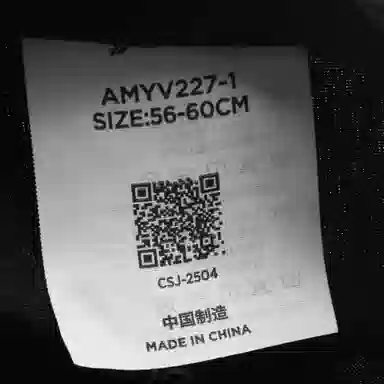 AMYV227-1
SIZE:56-60CM
CSJ-2504
中国制造
MADE IN CHINA